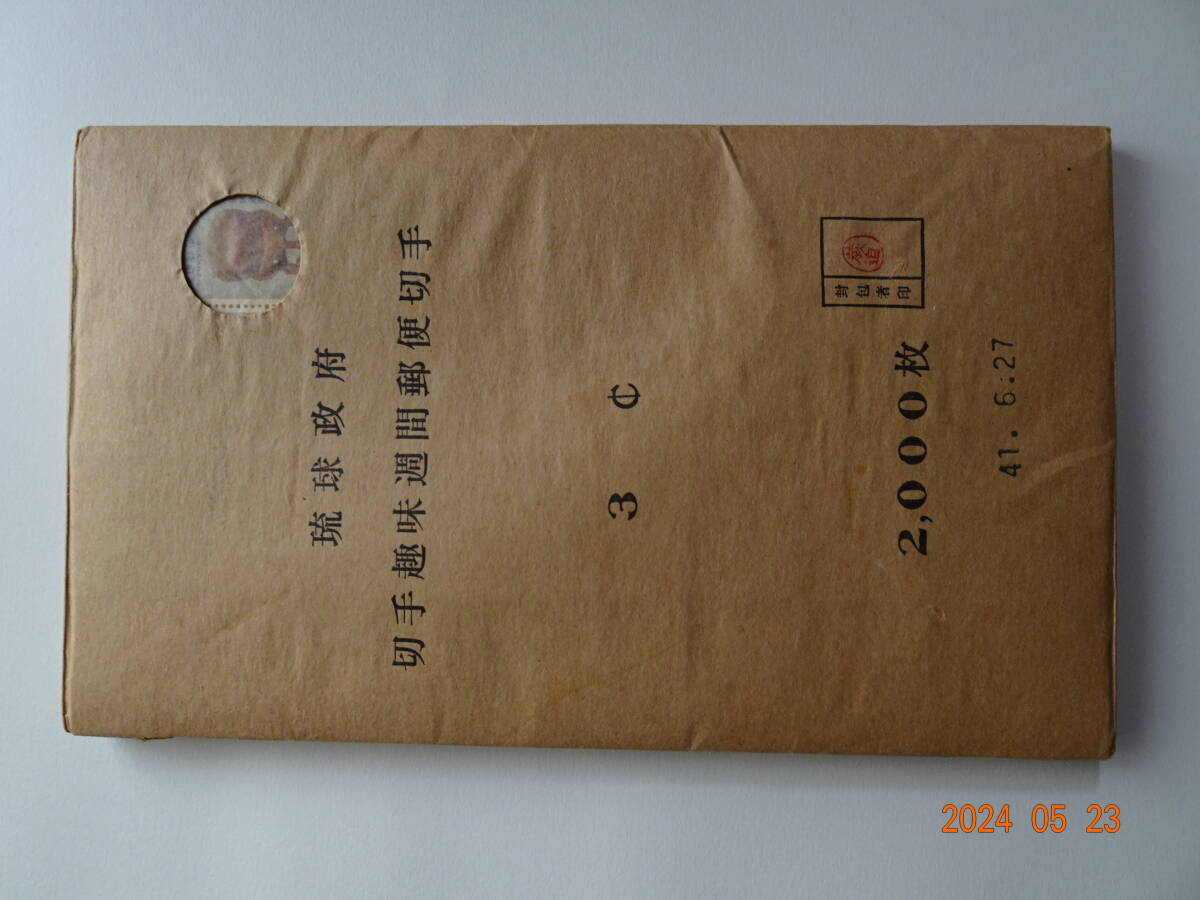 琉球政府
切手趣味週間郵便切手
3 ¢
2,000枚
封包者印
41. 6:27
2024 05 23